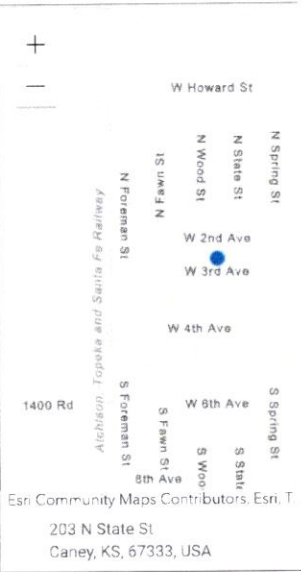 +
−
W Howard St
N Foreman St
N Fawn St
N Wood St
N State St
N Spring St
Atchison, Topeka and Santa Fe Railway
W 2nd Ave
W 3rd Ave
W 4th Ave
1400 Rd
W 6th Ave
S Foreman St
S Fawn St
S Woo
S State
S Spring St
8th Ave
Esri Community Maps Contributors, Esri, T
203 N State St
Caney, KS, 67333, USA